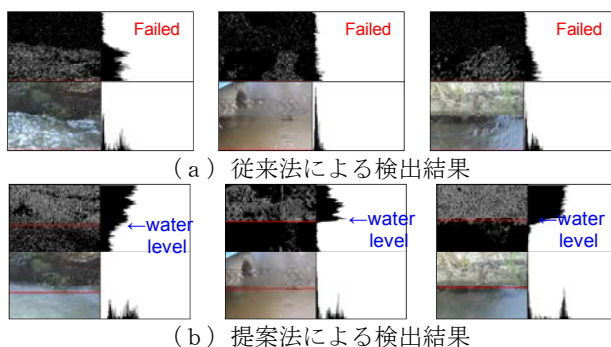 Failed
Failed
Failed
(a) 従来法による検出結果
←water
level
←water
level
←water
level
(b) 提案法による検出結果